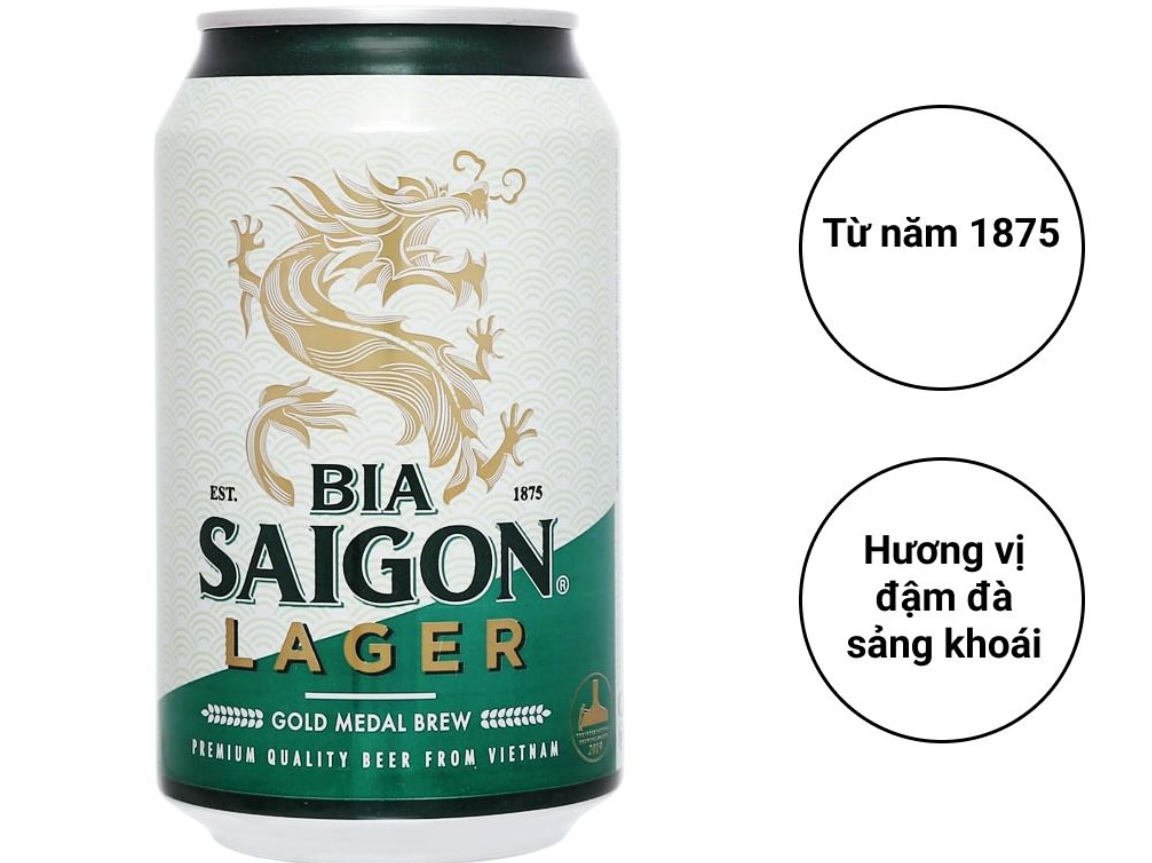 BIA
EST. 1875
SAIGON®
LAGER
GOLD MEDAL BREW
PREMIUM QUALITY BEER FROM VIETNAM
2019
Từ năm 1875
Hương vị
đậm đà
sảng khoái